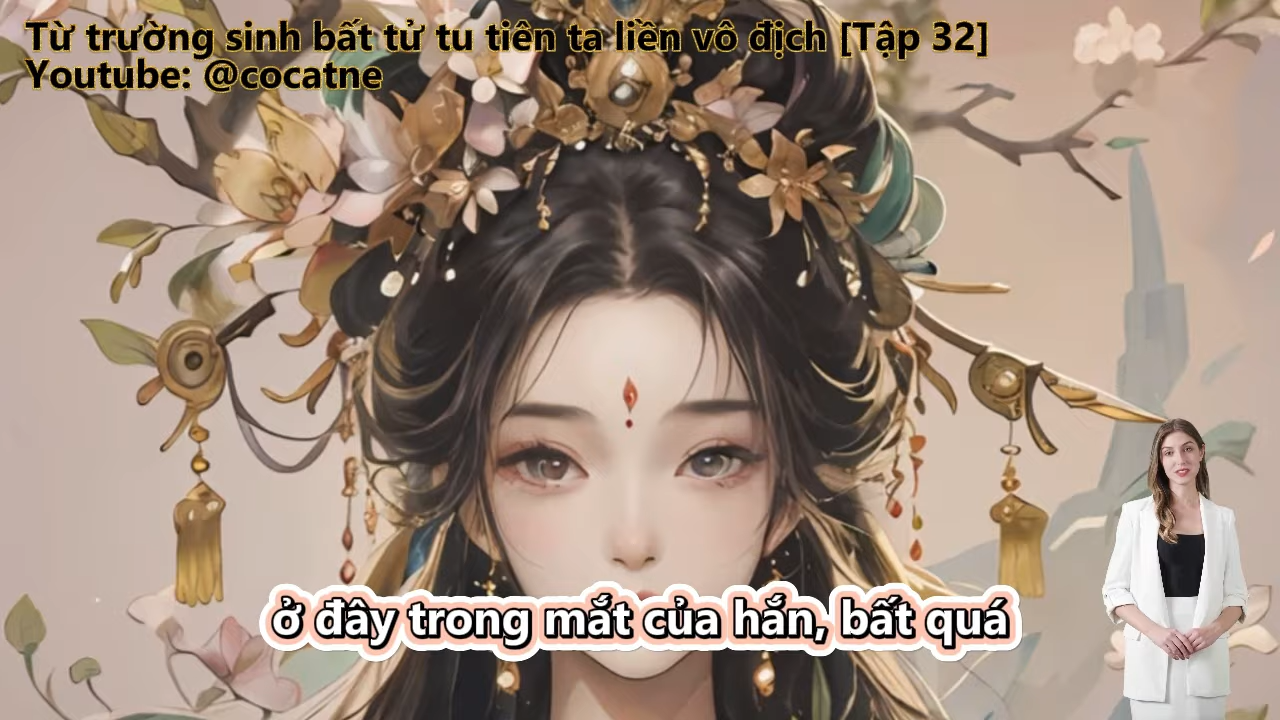 Từ trường sinh bất tử tu tiên ta liền vô địch [Tập 32]
Youtube: @cocatne
ở đây trong mắt của hắn, bất quá